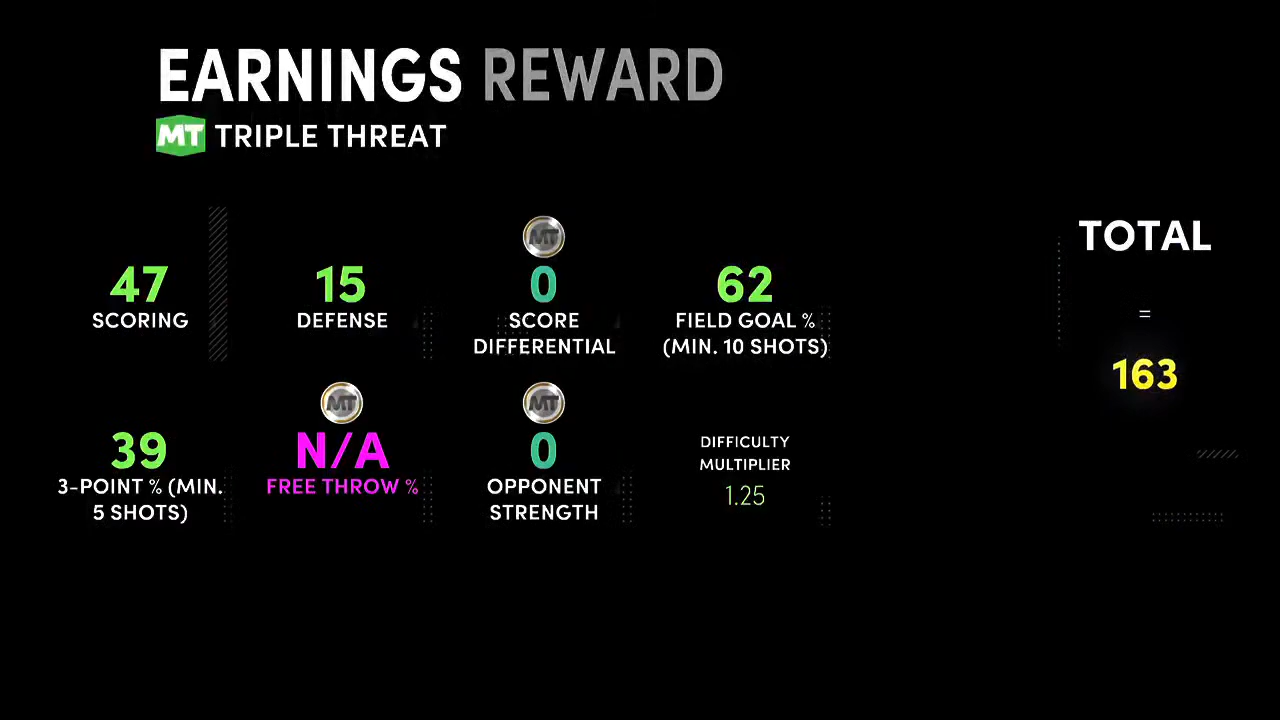 EARNINGS REWARD
MT TRIPLE THREAT
TOTAL
=
163
MT
47
SCORING
15
DEFENSE
0
SCORE
DIFFERENTIAL
62
FIELD GOAL %
(MIN. 10 SHOTS)
39
3-POINT % (MIN.
5 SHOTS)
MT
N/A
FREE THROW %
MT
0
OPPONENT
STRENGTH
DIFFICULTY
MULTIPLIER
1.25